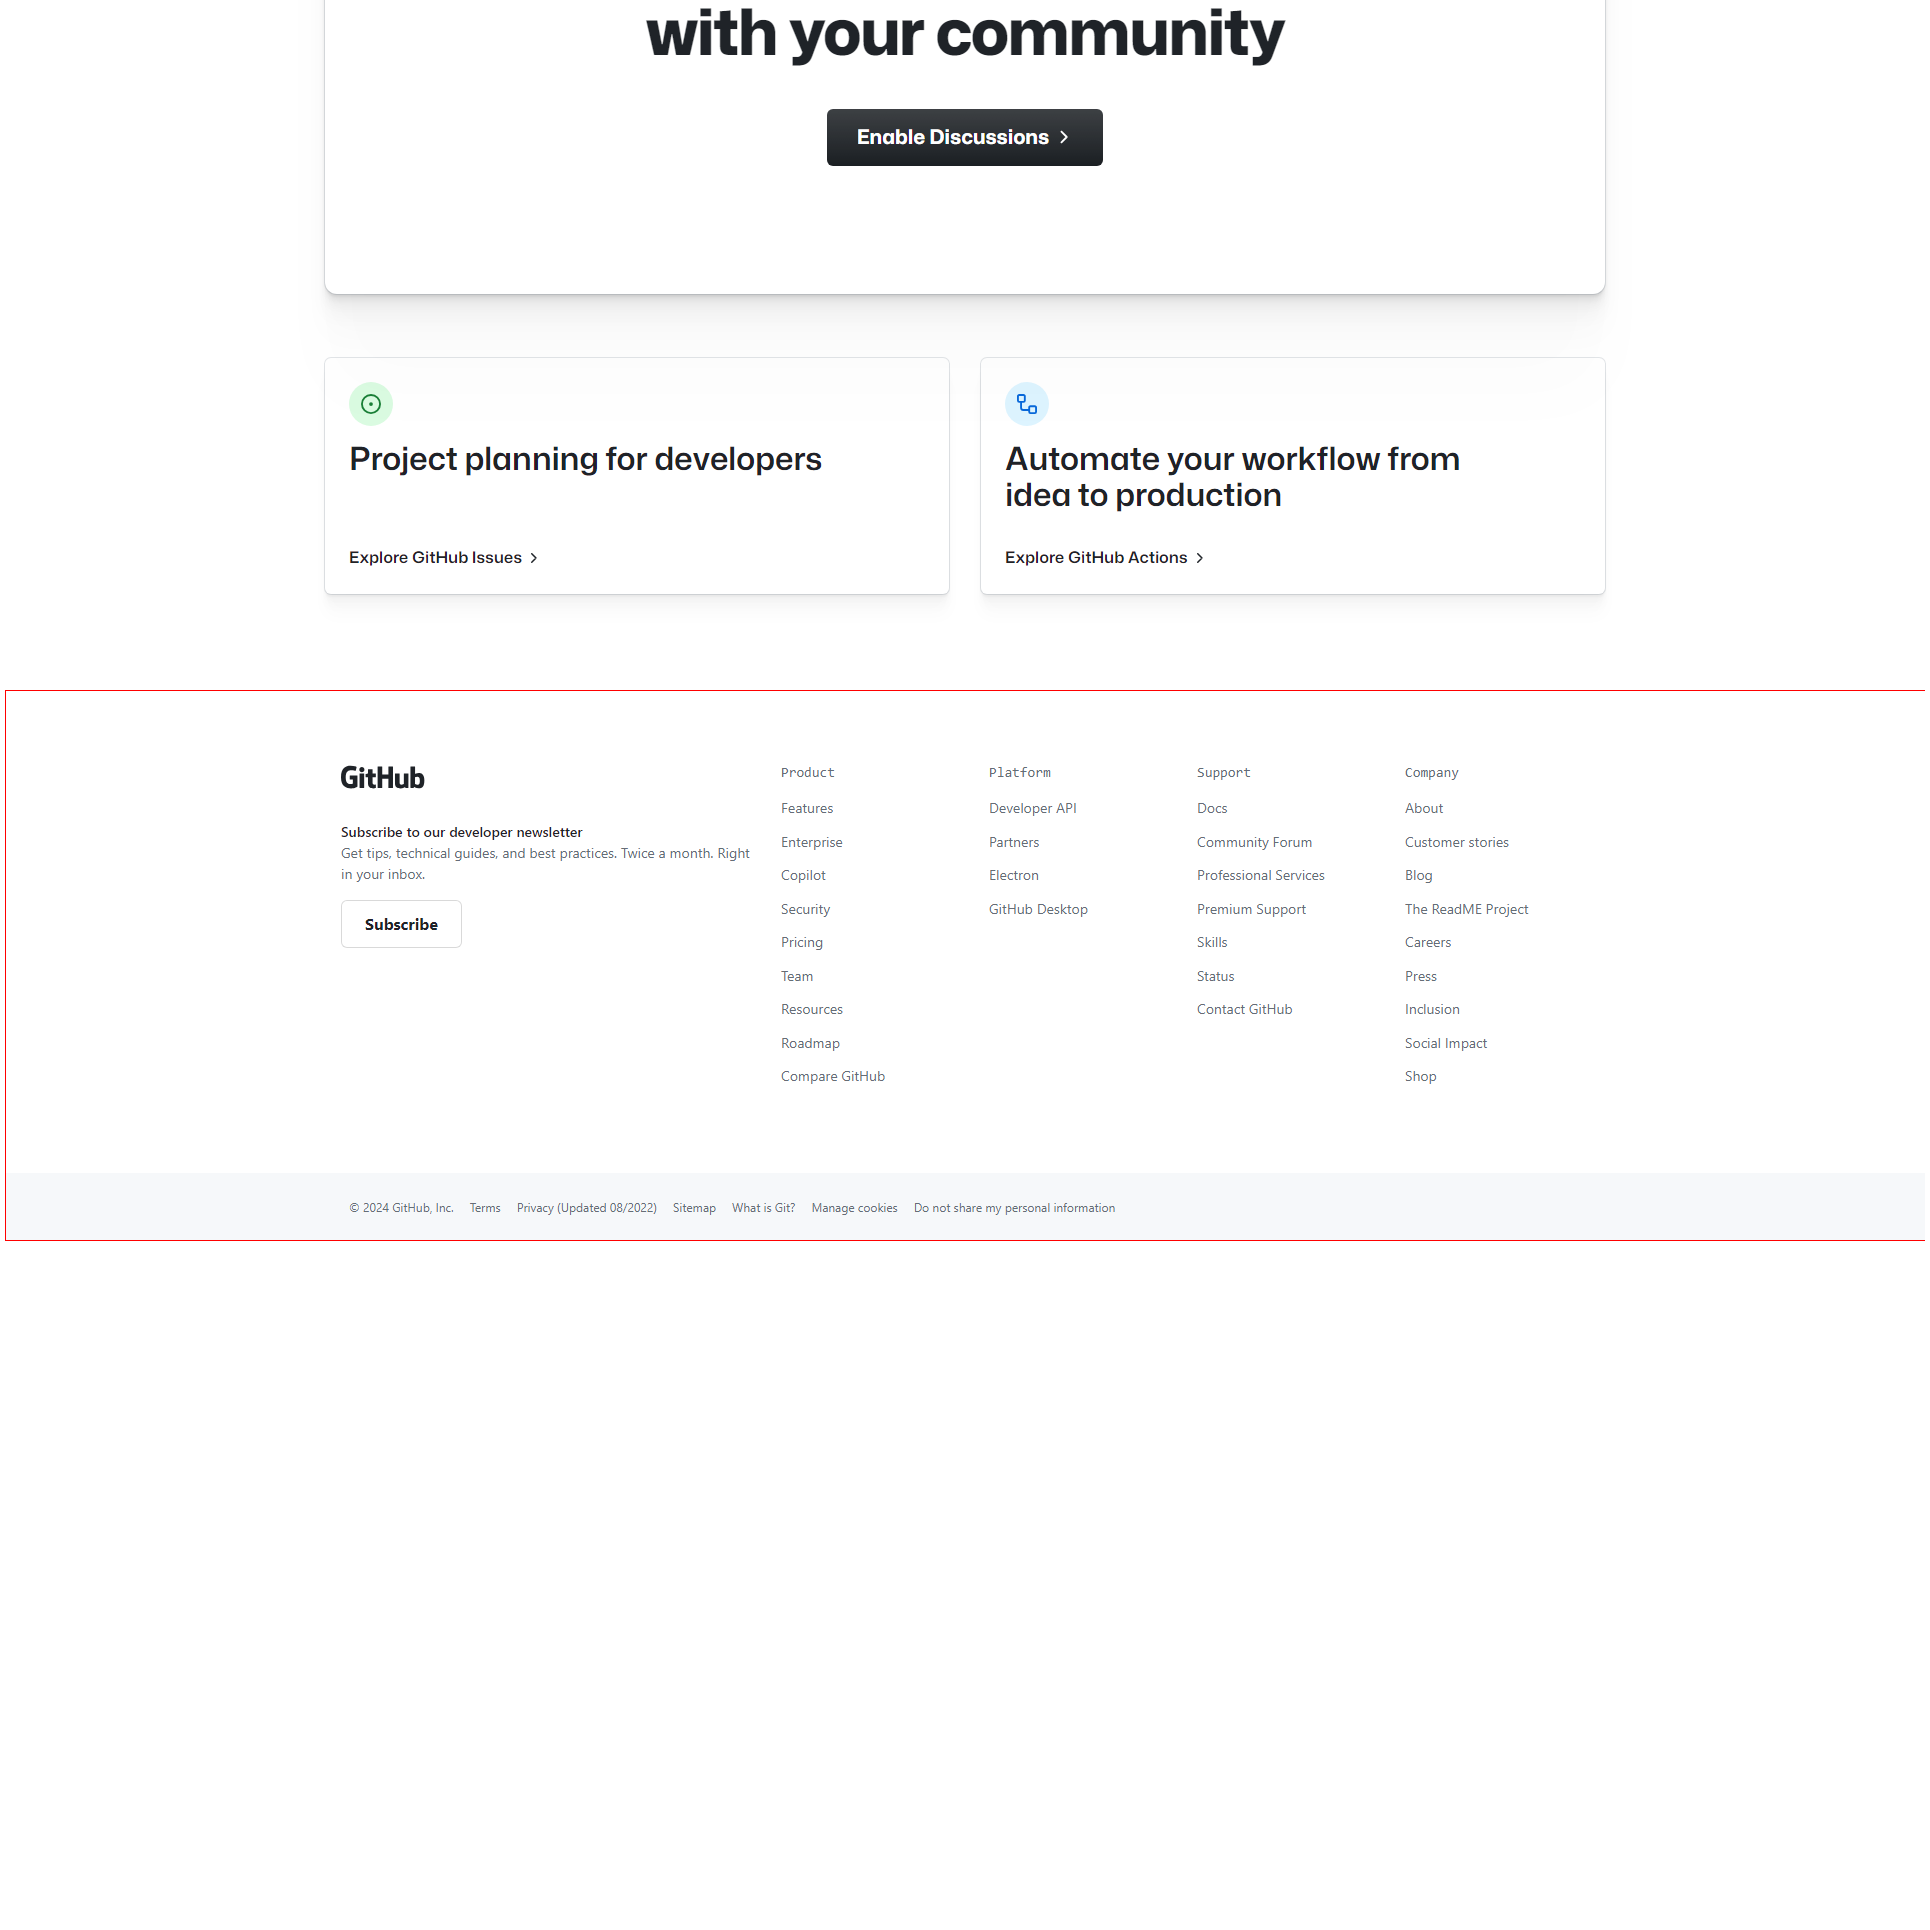 with your community
Enable Discussions
Project planning for developers
Explore GitHub Issues
Automate your workflow from
idea to production
Explore GitHub Actions
GitHub
Subscribe to our developer newsletter
Get tips, technical guides, and best practices. Twice a month. Right
in your inbox.
Subscribe
Product
Features
Enterprise
Copilot
Security
Pricing
Team
Resources
Roadmap
Compare GitHub
Platform
Developer API
Partners
Electron
GitHub Desktop
Support
Docs
Community Forum
Professional Services
Premium Support
Skills
Status
Contact GitHub
Company
About
Customer stories
Blog
The ReadME Project
Careers
Press
Inclusion
Social Impact
Shop
© 2024 GitHub, Inc. Terms Privacy (Updated 08/2022) Sitemap What is Git? Manage cookies Do not share my personal information